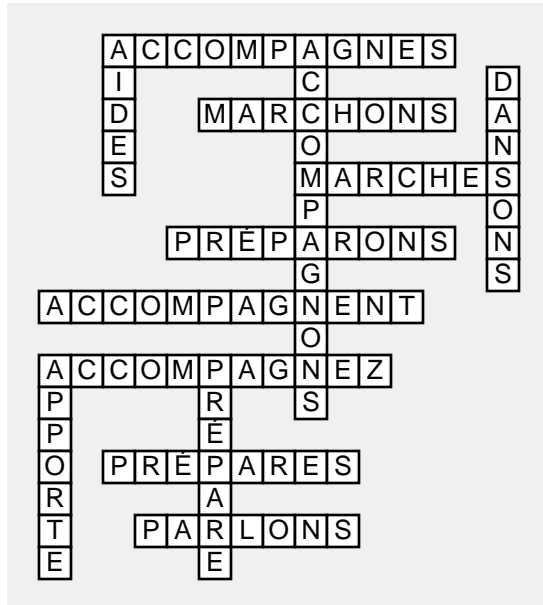 ACCOMPAGNES
AIDES
ACCOMPAGNONS
DANSONS
MARCHONS
MARCHES
PRÉPARONS
ACCOMPAGNENT
ACCOMPAGNEZ
APPORTE
PRÉPARE
PRÉPARES
PARLONS